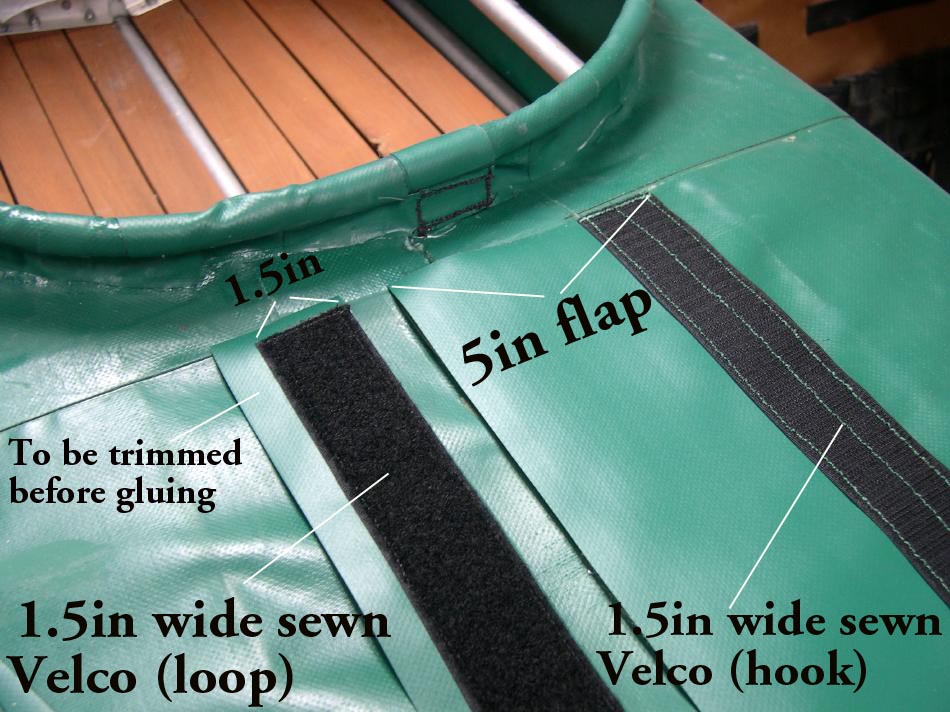 1.5in
5in flap
To be trimmed
before gluing
1.5in wide sewn
Velco (loop)
1.5in wide sewn
Velco (hook)